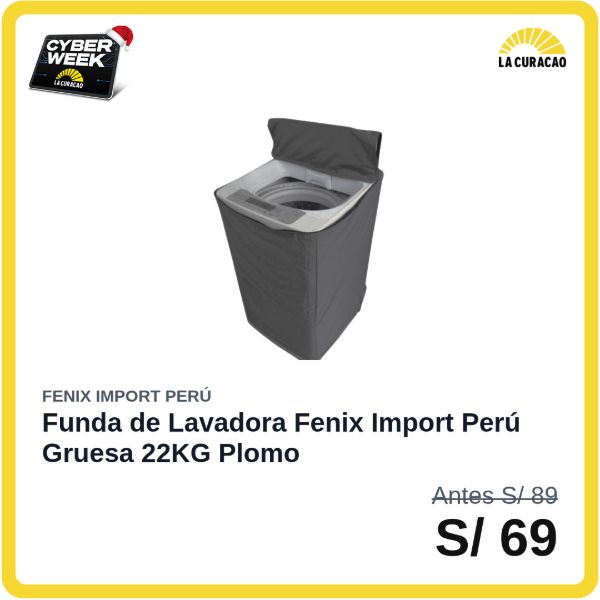 CYBER
WEEK
LA CURACAO
LA CURACAO
FENIX IMPORT PERÚ
Funda de Lavadora Fenix Import Perú
Gruesa 22KG Plomo
Antes S/ 89
S/ 69